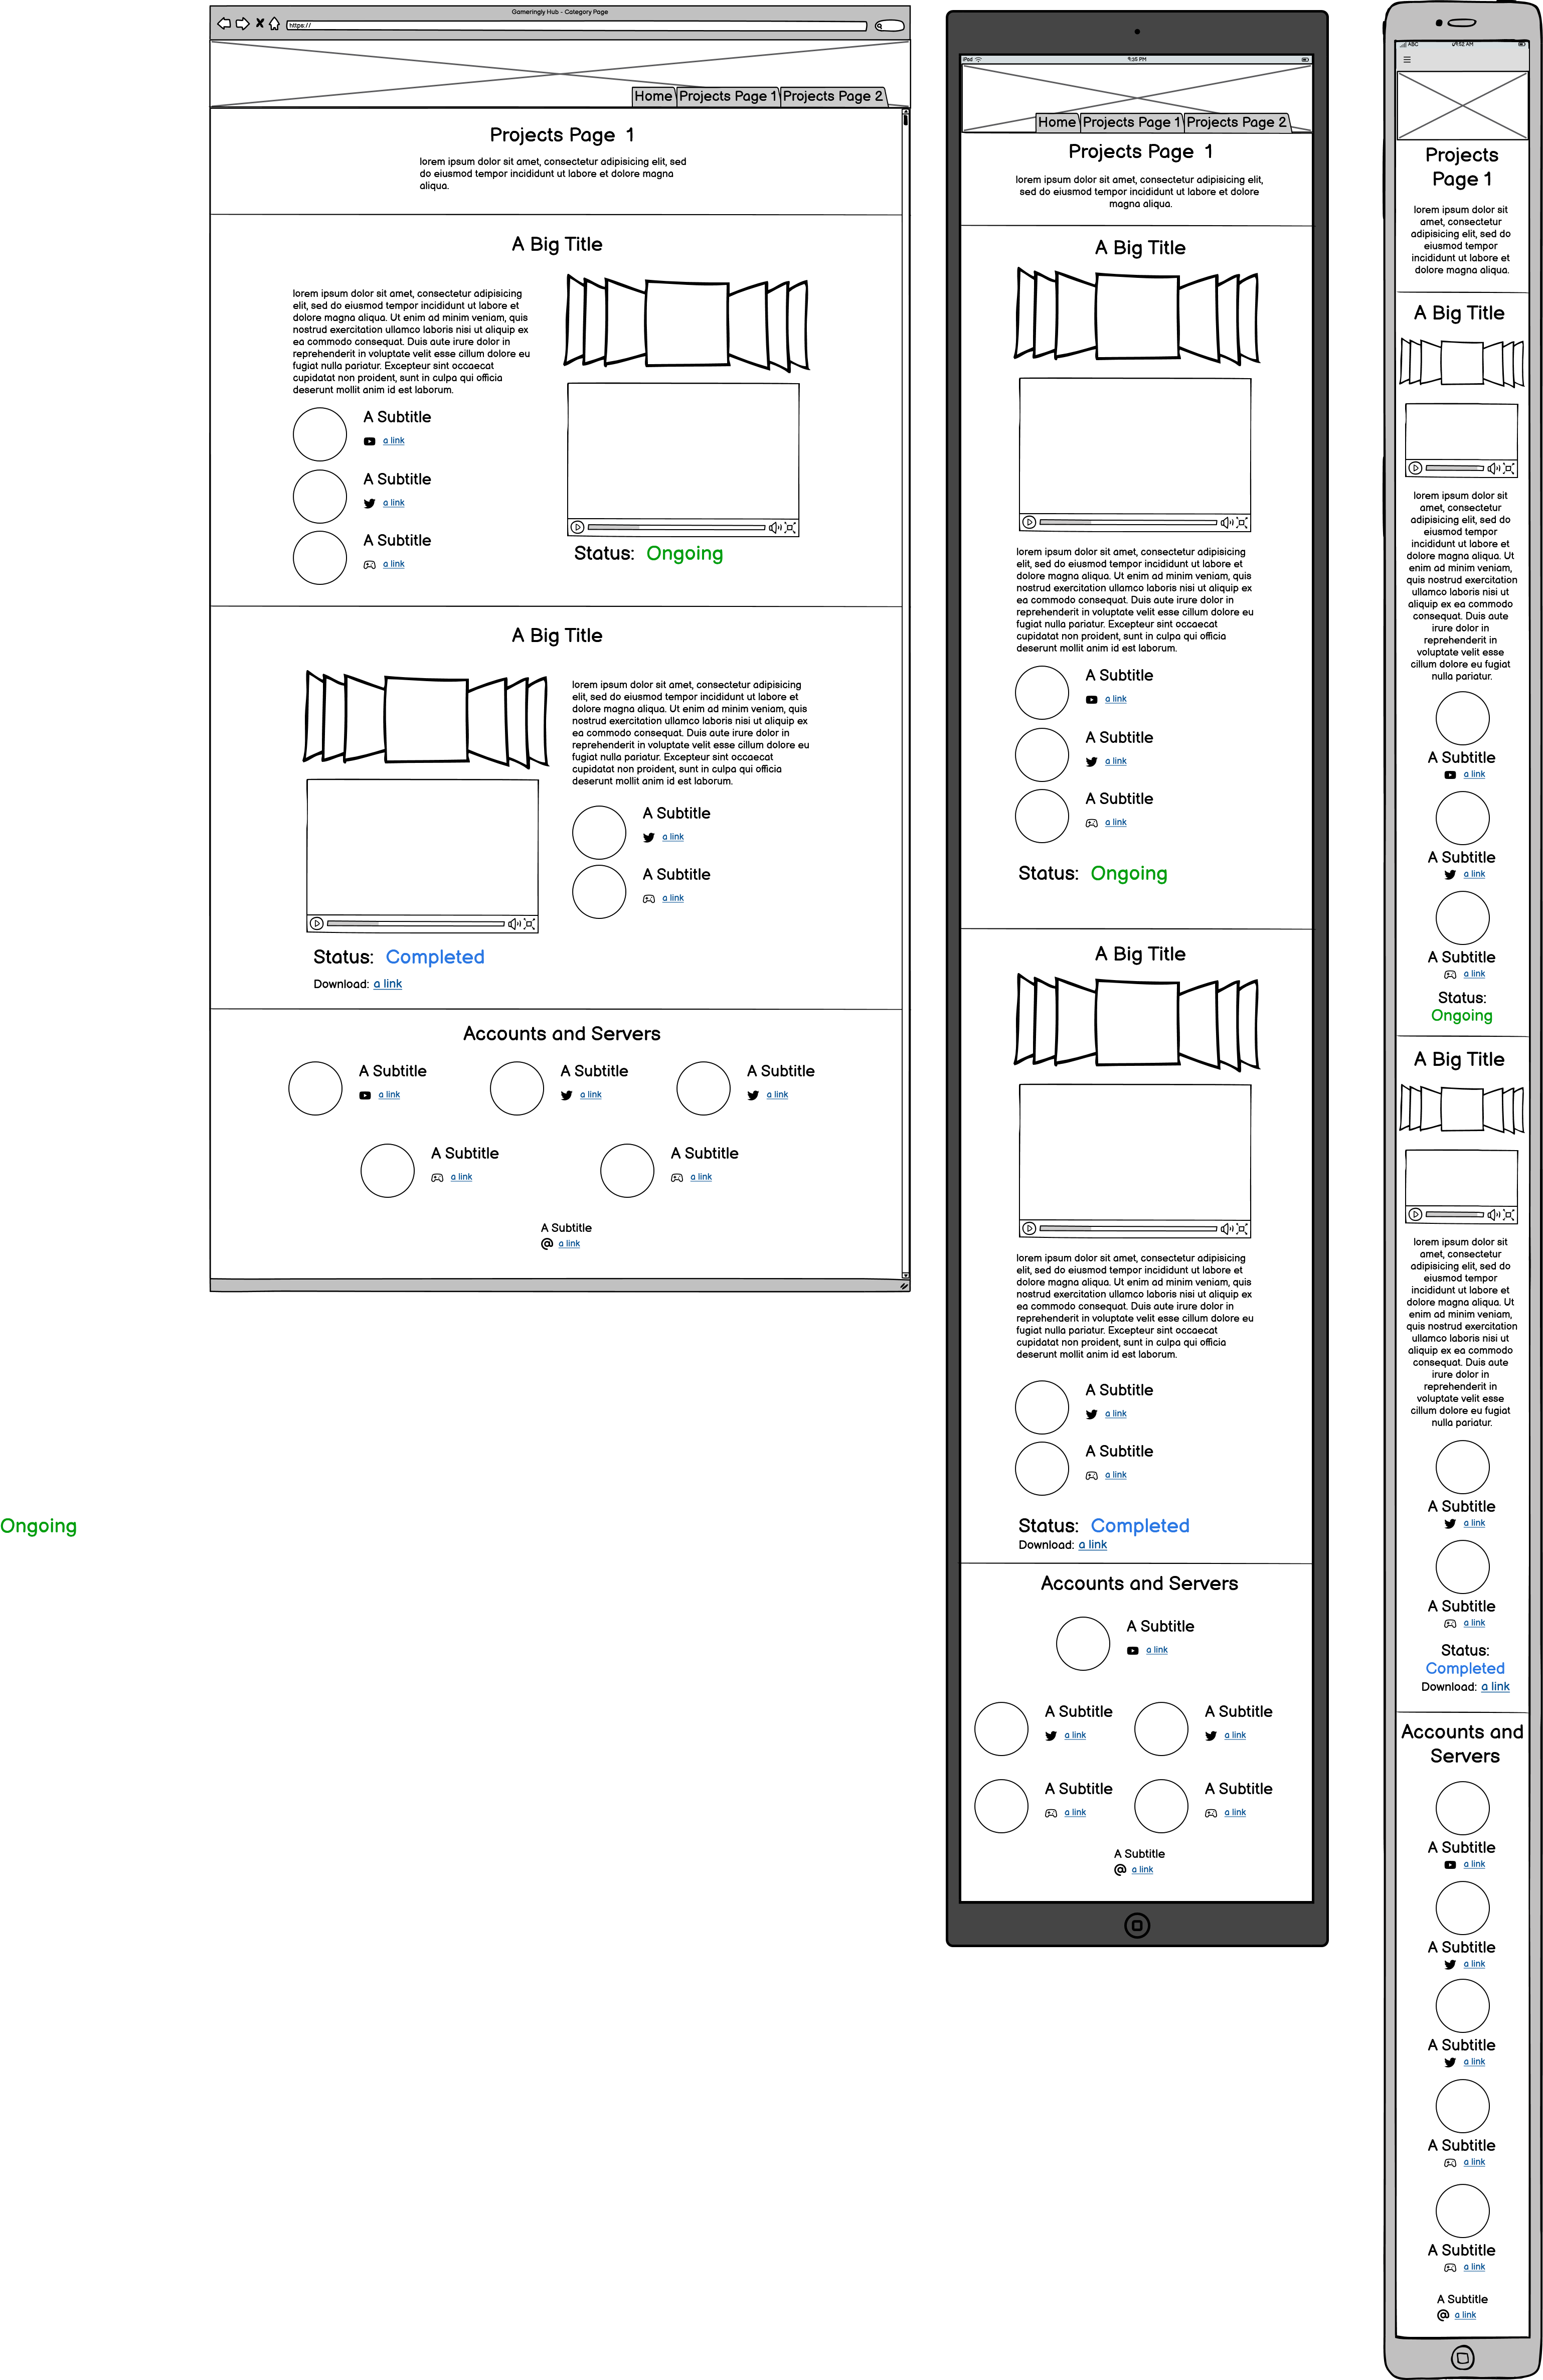 Gameringly Hub - Category Page
https://
Home Projects Page 1 Projects Page 2
Projects Page 1
lorem ipsum dolor sit amet, consectetur adipisicing elit, sed
do eiusmod tempor incididunt ut labore et dolore magna
aliqua.
A Big Title
lorem ipsum dolor sit amet, consectetur adipisicing
elit, sed do eiusmod tempor incididunt ut labore et
dolore magna aliqua. Ut enim ad minim veniam, quis
nostrud exercitation ullamco laboris nisi ut aliquip ex
ea commodo consequat. Duis aute irure dolor in
reprehenderit in voluptate velit esse cillum dolore eu
fugiat nulla pariatur. Excepteur sint occaecat
cupidatat non proident, sunt in culpa qui officia
deserunt mollit anim id est laborum.
A Subtitle
a link
A Subtitle
a link
A Subtitle
a link
Status: Ongoing
A Big Title
lorem ipsum dolor sit amet, consectetur adipisicing
elit, sed do eiusmod tempor incididunt ut labore et
dolore magna aliqua. Ut enim ad minim veniam, quis
nostrud exercitation ullamco laboris nisi ut aliquip ex
ea commodo consequat. Duis aute irure dolor in
reprehenderit in voluptate velit esse cillum dolore eu
fugiat nulla pariatur. Excepteur sint occaecat
cupidatat non proident, sunt in culpa qui officia
deserunt mollit anim id est laborum.
A Subtitle
a link
A Subtitle
a link
Status: Completed
Download: a link
Accounts and Servers
A Subtitle
a link
A Subtitle
a link
A Subtitle
a link
A Subtitle
a link
A Subtitle
a link
A Subtitle
@ a link
Ongoing
iPad 9:35 PM
Home Projects Page 1 Projects Page 2
Projects Page 1
lorem ipsum dolor sit amet, consectetur adipisicing elit,
sed do eiusmod tempor incididunt ut labore et dolore
magna aliqua.
A Big Title
lorem ipsum dolor sit amet, consectetur adipisicing
elit, sed do eiusmod tempor incididunt ut labore et
dolore magna aliqua. Ut enim ad minim veniam, quis
nostrud exercitation ullamco laboris nisi ut aliquip ex
ea commodo consequat. Duis aute irure dolor in
reprehenderit in voluptate velit esse cillum dolore eu
fugiat nulla pariatur. Excepteur sint occaecat
cupidatat non proident, sunt in culpa qui officia
deserunt mollit anim id est laborum.
A Subtitle
a link
A Subtitle
a link
A Subtitle
a link
Status: Ongoing
A Big Title
lorem ipsum dolor sit amet, consectetur adipisicing
elit, sed do eiusmod tempor incididunt ut labore et
dolore magna aliqua. Ut enim ad minim veniam, quis
nostrud exercitation ullamco laboris nisi ut aliquip ex
ea commodo consequat. Duis aute irure dolor in
reprehenderit in voluptate velit esse cillum dolore eu
fugiat nulla pariatur. Excepteur sint occaecat
cupidatat non proident, sunt in culpa qui officia
deserunt mollit anim id est laborum.
A Subtitle
a link
A Subtitle
a link
Status: Completed
Download: a link
Accounts and Servers
A Subtitle
a link
A Subtitle
a link
A Subtitle
a link
A Subtitle
a link
A Subtitle
a link
A Subtitle
@ a link
ABC 09:52 AM
Projects
Page 1
lorem ipsum dolor sit
amet, consectetur
adipisicing elit, sed do
eiusmod tempor
incididunt ut labore et
dolore magna aliqua.
A Big Title
lorem ipsum dolor sit
amet, consectetur
adipisicing elit, sed do
eiusmod tempor
incididunt ut labore et
dolore magna aliqua. Ut
enim ad minim veniam,
quis nostrud exercitation
ullamco laboris nisi ut
aliquip ex ea commodo
consequat. Duis aute
irure dolor in
reprehenderit in
voluptate velit esse
cillum dolore eu fugiat
nulla pariatur.
A Subtitle
a link
A Subtitle
a link
A Subtitle
a link
Status:
Ongoing
A Big Title
lorem ipsum dolor sit
amet, consectetur
adipisicing elit, sed do
eiusmod tempor
incididunt ut labore et
dolore magna aliqua. Ut
enim ad minim veniam,
quis nostrud exercitation
ullamco laboris nisi ut
aliquip ex ea commodo
consequat. Duis aute
irure dolor in
reprehenderit in
voluptate velit esse
cillum dolore eu fugiat
nulla pariatur.
A Subtitle
a link
A Subtitle
a link
Status:
Completed
Download: a link
Accounts and
Servers
A Subtitle
a link
A Subtitle
a link
A Subtitle
a link
A Subtitle
a link
A Subtitle
a link
A Subtitle
@ a link